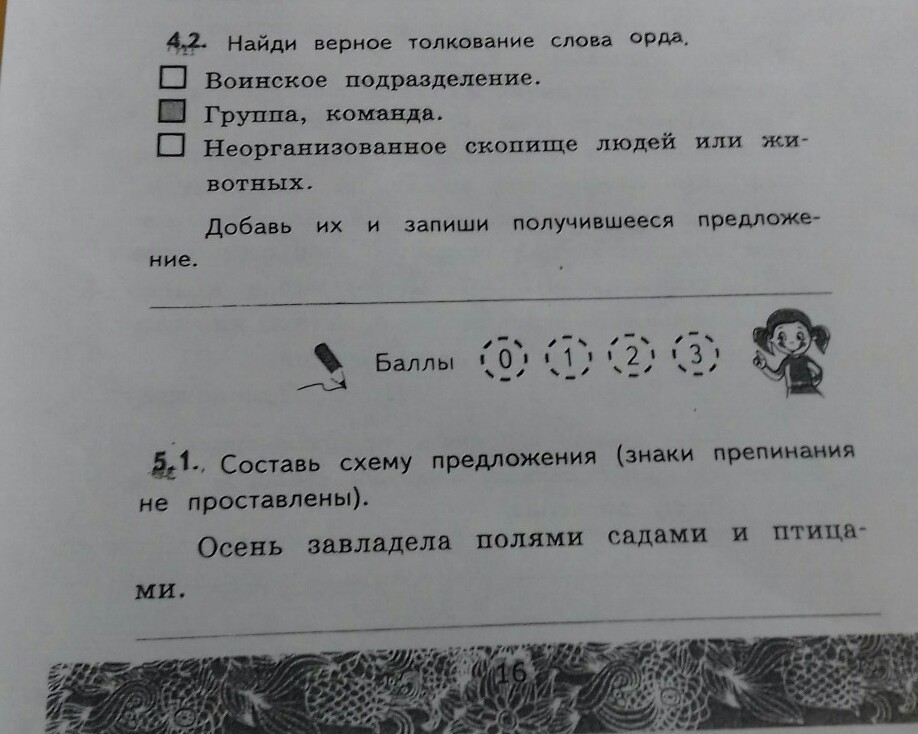 4.2. Найди верное толкование слова орда.
Воинское подразделение.
Группа, команда.
Неорганизованное скопище людей или жи-
вотных.
Добавь их и запиши получившееся предложе-
ние.
Баллы 0 1 2 3
5.1. Составь схему предложения (знаки препинания
не проставлены).
Осень завладела полями садами и птица-
ми.
16